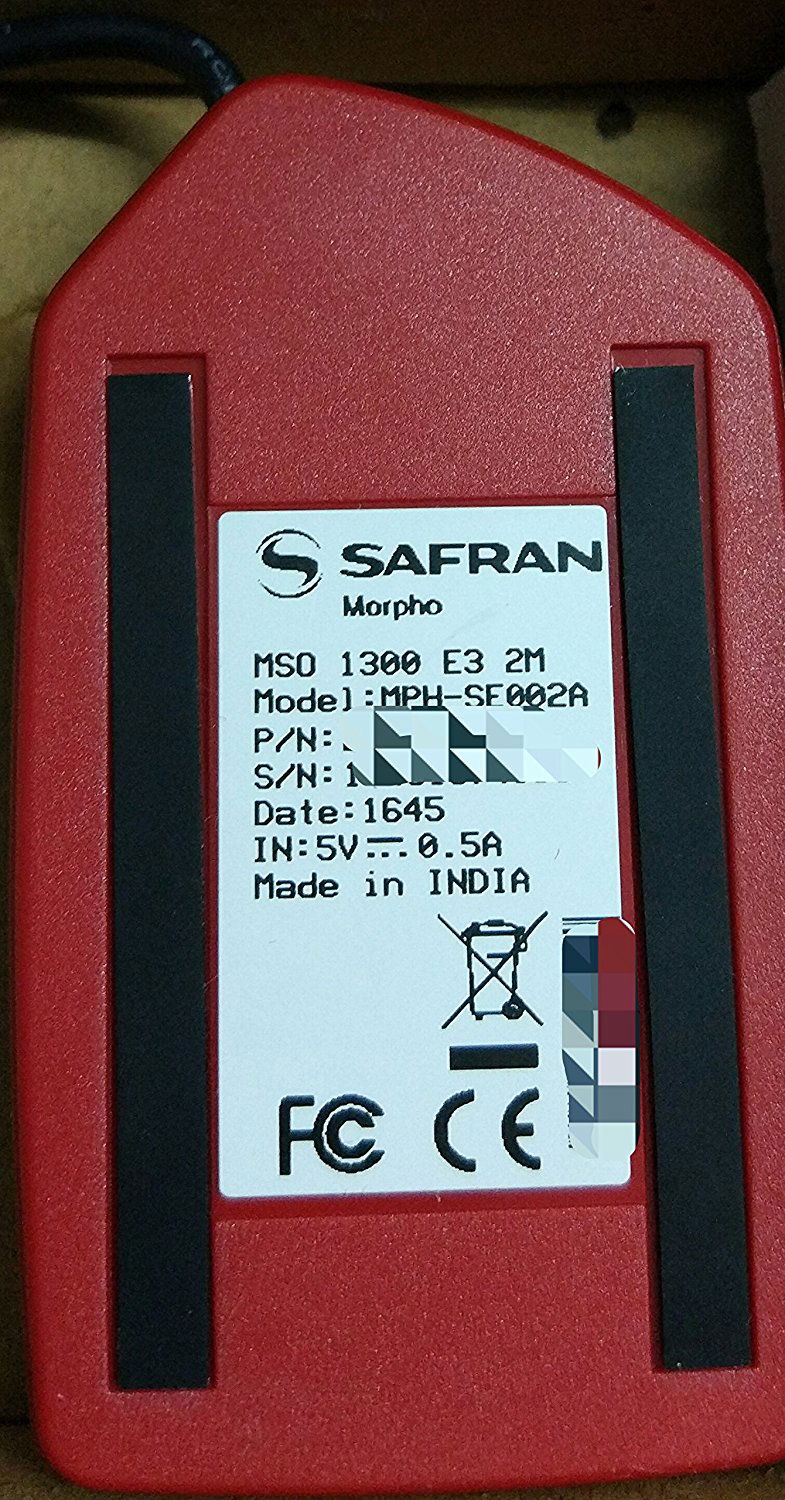 SAFRAN
Morpho
MSO 1300 E3 2M
Model:MPH-SE002A
P/N:
S/N:
Date:1645
IN:5V⎓0.5A
Made in INDIA
FC CE